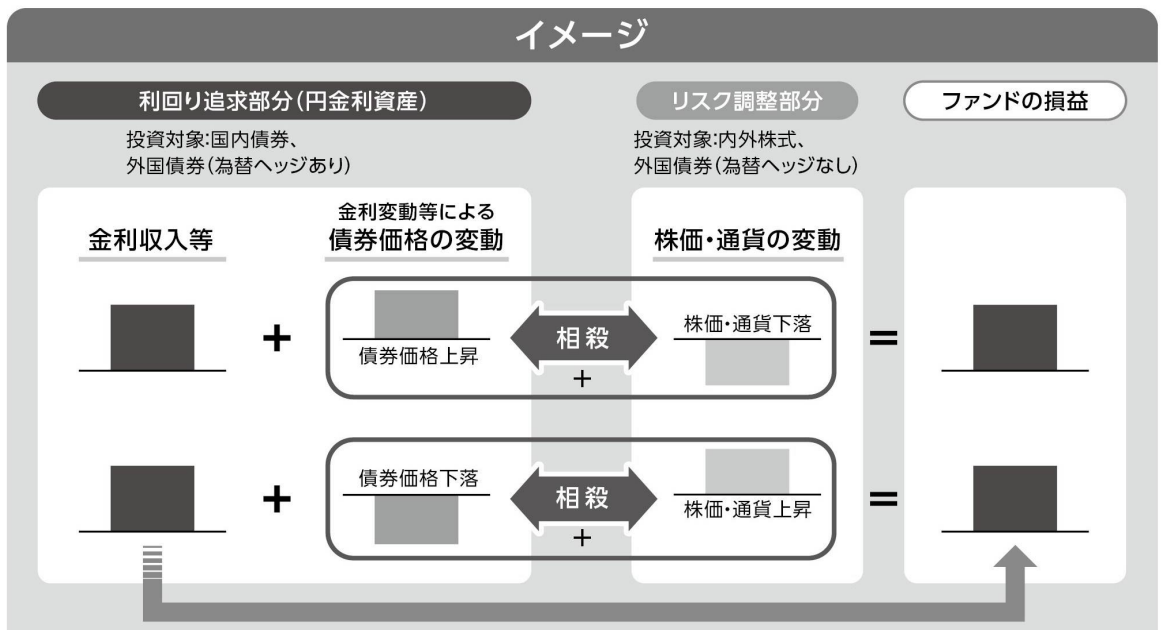 イメージ
利回り追求部分(円金利資産)
投資対象:国内債券、
外国債券(為替ヘッジあり)
リスク調整部分
投資対象:内外株式、
外国債券(為替ヘッジなし)
ファンドの損益
金利収入等
金利変動等による
債券価格の変動
株価・通貨の変動
+
債券価格上昇
相殺
+
株価・通貨下落
=
+
債券価格下落
相殺
+
株価・通貨上昇
=